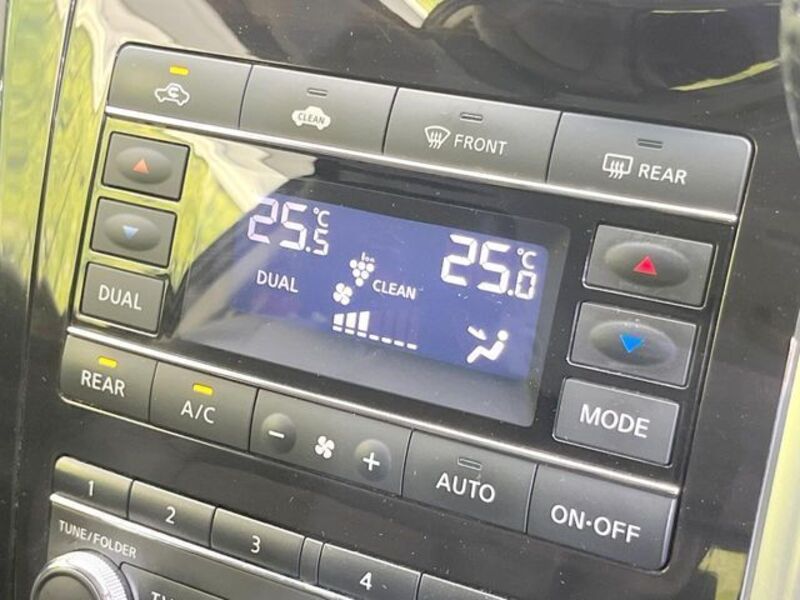 C
CLEAN
FRONT
REAR
25.5°C
25.0°C
DUAL
CLEAN
DUAL
MODE
REAR
A/C
- +
AUTO
ON·OFF
1
2
3
4
TUNE/FOLDER